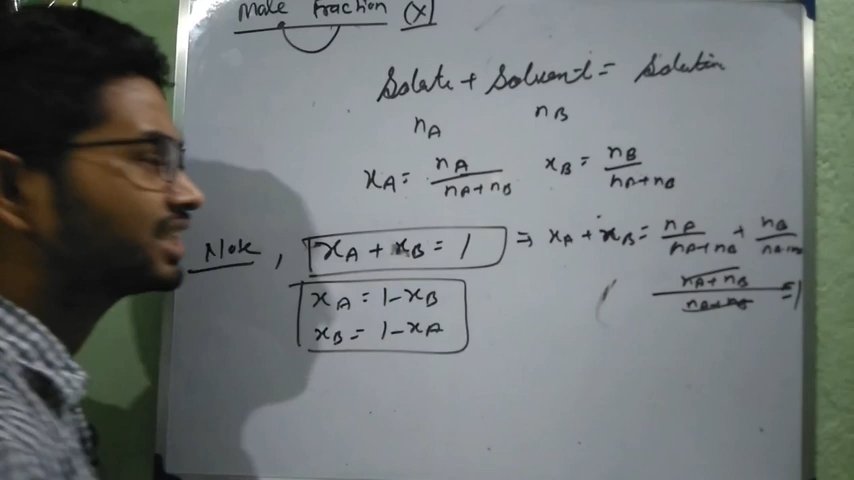 Mole Fraction (X)
Solute + Solvent = Solution
nA nB
xA = nA/nA+nB xB = nB/nA+nB
Note, xA + xB = 1 ⇒ xA + xB = nA/nA+nB + nB/nA+nB
nA+nB/nA+nB = 1
xA = 1-xB
xB = 1-xA